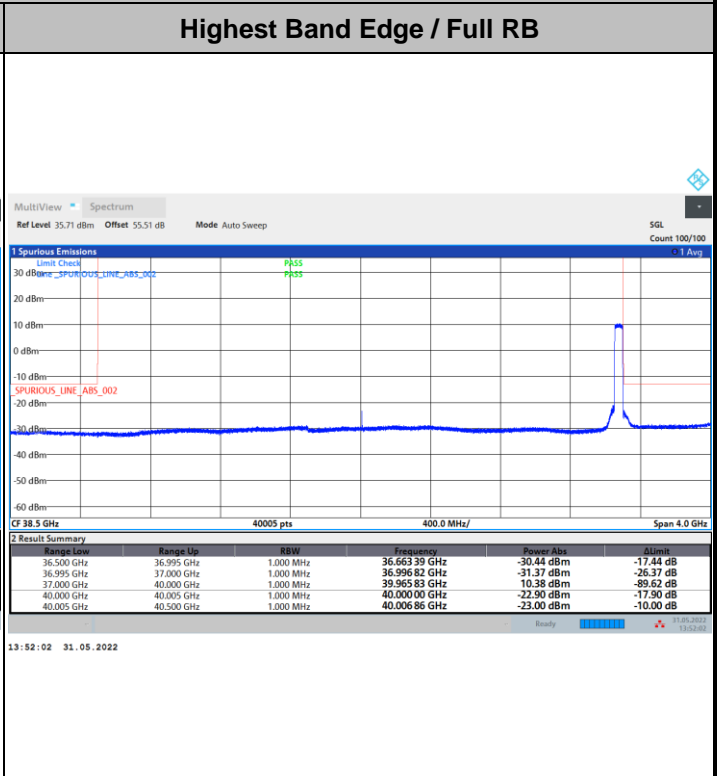 Highest Band Edge / Full RB
MultiView Spectrum
Ref Level 35.71 dBm Offset 55.51 dB Mode Auto Sweep SGL
Count 100/100
1 Spurious Emissions 1 Avg
Limit Check PASS
30 dBm Line _SPURIOUS_LINE_ABS_002 PASS
20 dBm
10 dBm
0 dBm
-10 dBm
_SPURIOUS_LINE_ABS_002
-20 dBm
-30 dBm
-40 dBm
-50 dBm
-60 dBm
CF 38.5 GHz 40005 pts 400.0 MHz/ Span 4.0 GHz
2 Result Summary
Range Low Range Up RBW Frequency Power Abs ΔLimit
36.500 GHz 36.995 GHz 1.000 MHz 36.663 39 GHz -30.44 dBm -17.44 dB
36.995 GHz 37.000 GHz 1.000 MHz 36.996 82 GHz -31.37 dBm -26.37 dB
37.000 GHz 40.000 GHz 1.000 MHz 39.965 83 GHz 10.38 dBm -89.62 dB
40.000 GHz 40.005 GHz 1.000 MHz 40.000 00 GHz -22.90 dBm -17.90 dB
40.005 GHz 40.500 GHz 1.000 MHz 40.006 86 GHz -23.00 dBm -10.00 dB
Ready 31.05.2022
13:52:02
13:52:02 31.05.2022